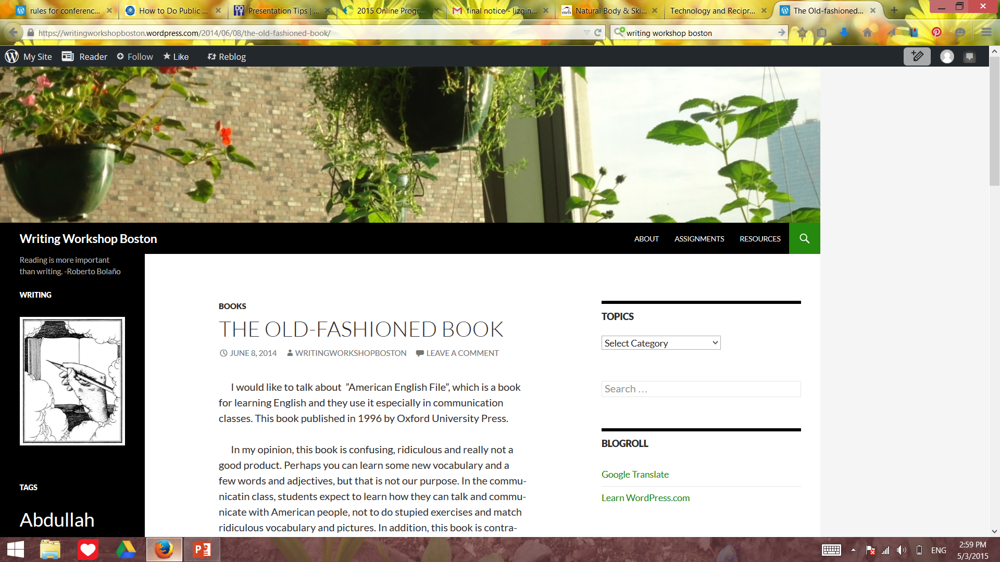 rules for conferenc...
How to Do Public ...
Presentation Tips | ...
2015 Online Progr...
final notice - lizgin...
Natural Body & Ski...
Technology and Recipr...
The Old-fashioned...
https://writingworkshopboston.wordpress.com/2014/06/08/the-old-fashioned-book/
writing workshop boston
My Site
Reader
Follow
Like
Reblog
Writing Workshop Boston
ABOUT
ASSIGNMENTS
RESOURCES
Reading is more important
than writing. -Roberto Bolaño
WRITING
TAGS
Abdullah
BOOKS
THE OLD-FASHIONED BOOK
JUNE 8, 2014 WRITINGWORKSHOPBOSTON LEAVE A COMMENT
I would like to talk about ”American English File”, which is a book
for learning English and they use it especially in communication
classes. This book published in 1996 by Oxford University Press.
In my opinion, this book is confusing, ridiculous and really not a
good product. Perhaps you can learn some new vocabulary and a
few words and adjectives, but that is not our purpose. In the commu-
nicatin class, students expect to learn how they can talk and commu-
nicate with American people, not to do stupied exercises and match
ridiculous vocabulary and pictures. In addition, this book is contra-
TOPICS
Select Category
Search …
BLOGROLL
Google Translate
Learn WordPress.com
ENG
2:59 PM
5/3/2015